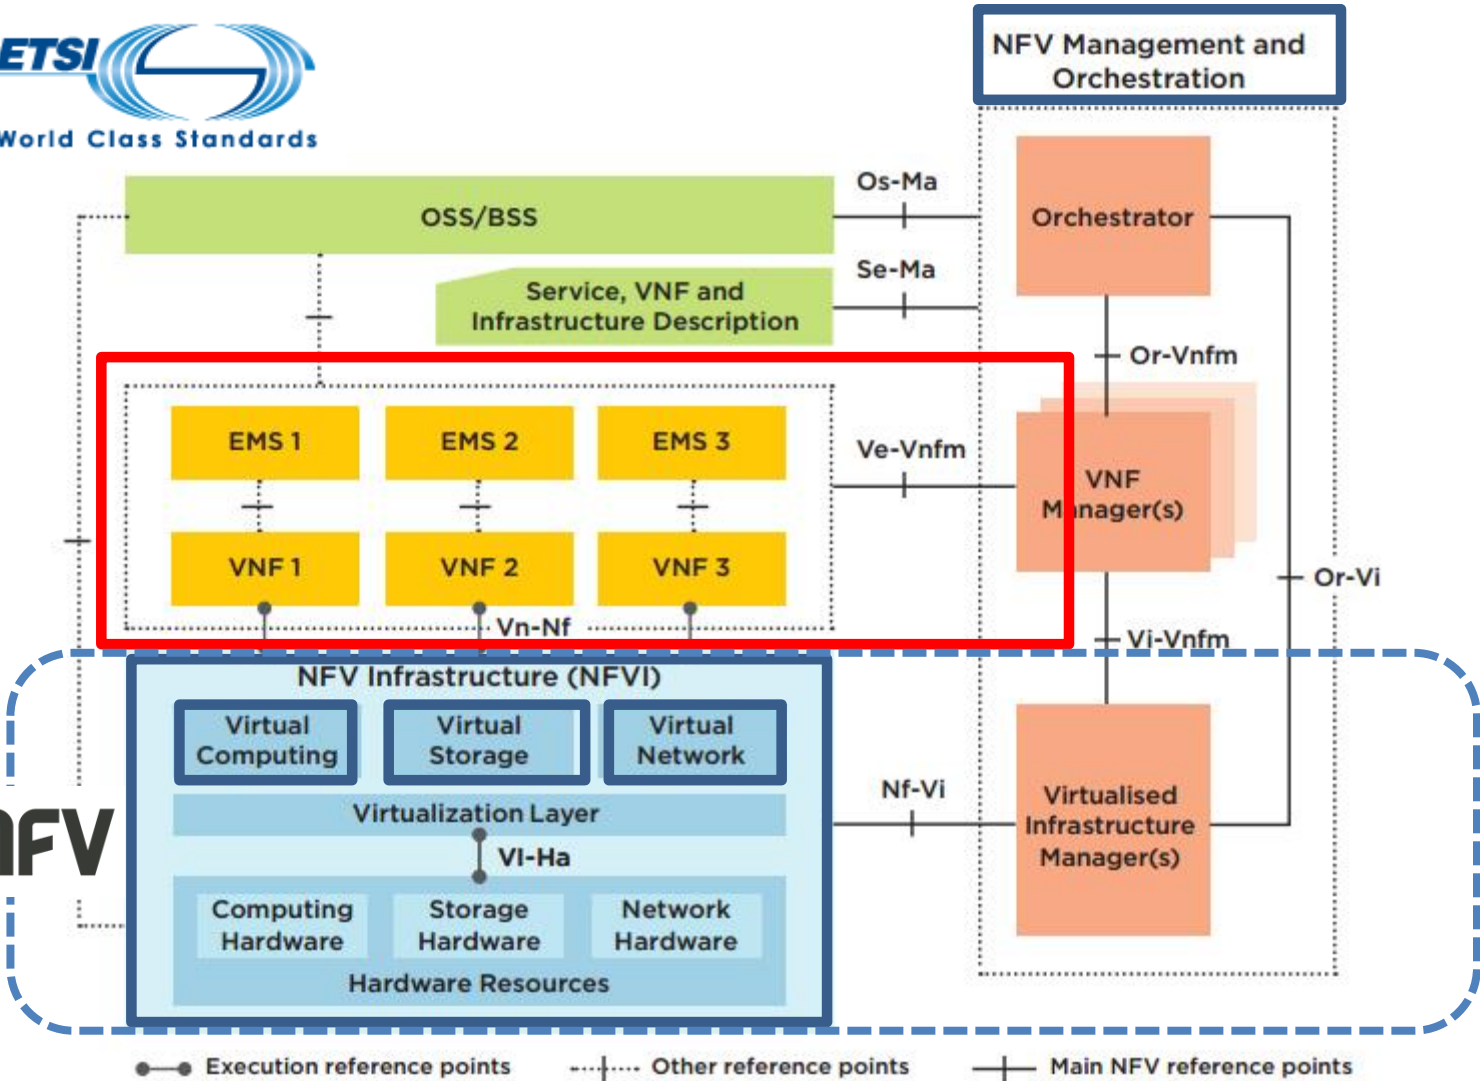 ETSI
World Class Standards
NFV Management and
Orchestration
Os-Ma
OSS/BSS
Orchestrator
Se-Ma
Service, VNF and
Infrastructure Description
Or-Vnfm
EMS 1
EMS 2
EMS 3
Ve-Vnfm
VNF
Manager(s)
VNF 1
VNF 2
VNF 3
Or-Vi
Vn-Nf
Vi-Vnfm
NFV Infrastructure (NFVI)
Virtual
Computing
Virtual
Storage
Virtual
Network
Nf-Vi
Virtualised
Infrastructure
Manager(s)
Virtualization Layer
NFV
VI-Ha
Computing
Hardware
Storage
Hardware
Network
Hardware
Hardware Resources
Execution reference points
Other reference points
Main NFV reference points